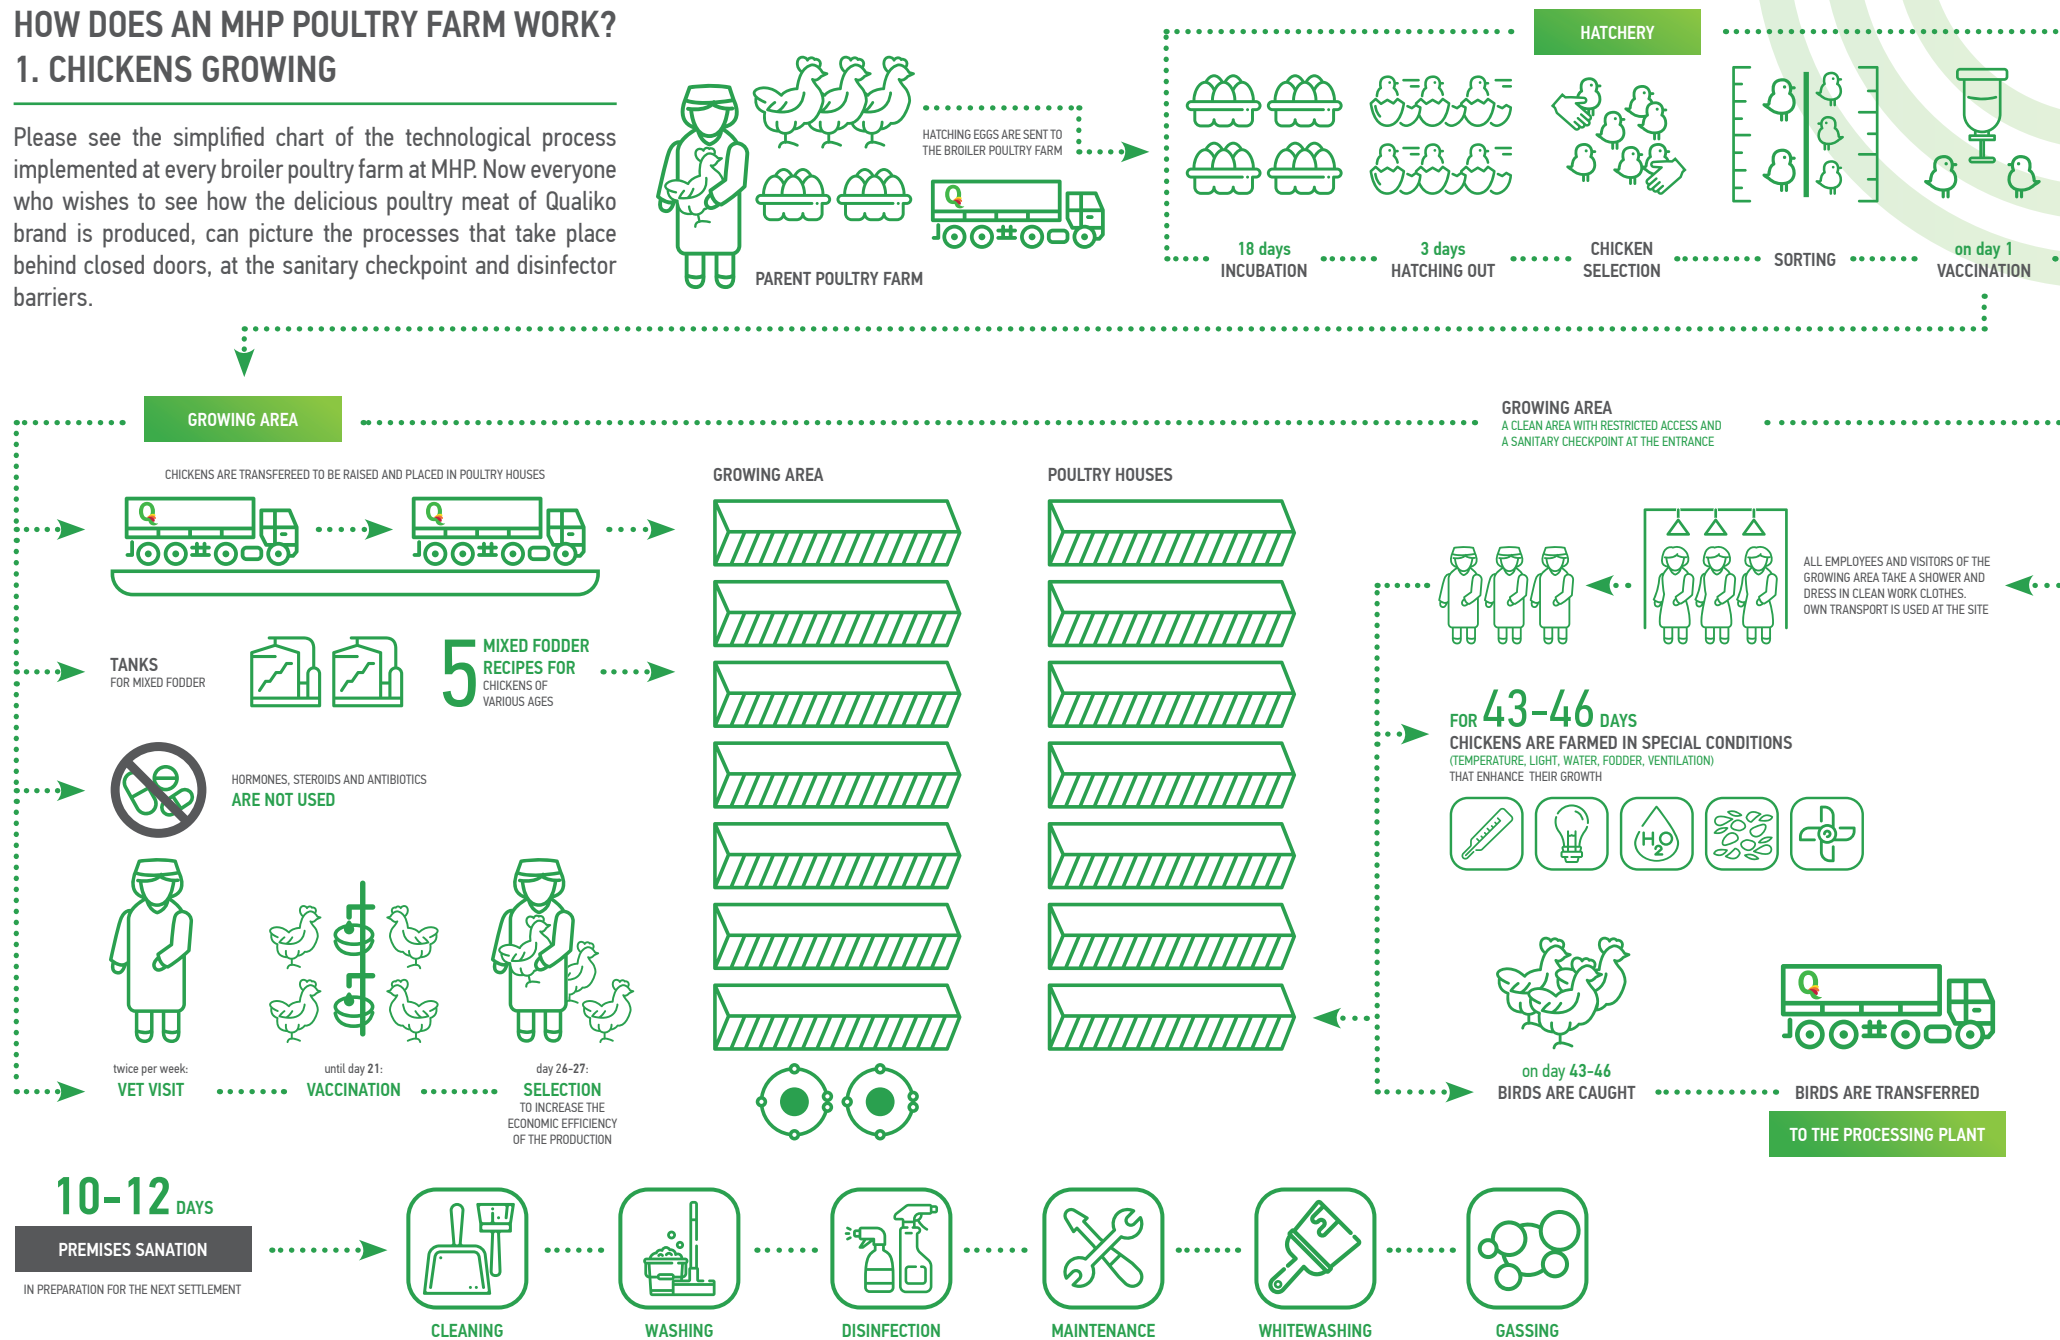 HOW DOES AN MHP POULTRY FARM WORK?
1. CHICKENS GROWING
Please see the simplified chart of the technological process
implemented at every broiler poultry farm at MHP. Now everyone
who wishes to see how the delicious poultry meat of Qualiko
brand is produced, can picture the processes that take place
behind closed doors, at the sanitary checkpoint and disinfector
barriers.
PARENT POULTRY FARM
HATCHING EGGS ARE SENT TO
THE BROILER POULTRY FARM
Q
HATCHERY
18 days
INCUBATION
3 days
HATCHING OUT
CHICKEN
SELECTION
SORTING
on day 1
VACCINATION
GROWING AREA
CHICKENS ARE TRANSFEREED TO BE RAISED AND PLACED IN POULTRY HOUSES
Q
Q
TANKS
FOR MIXED FODDER
5
MIXED FODDER
RECIPES FOR
CHICKENS OF
VARIOUS AGES
HORMONES, STEROIDS AND ANTIBIOTICS
ARE NOT USED
twice per week:
VET VISIT
until day 21:
VACCINATION
day 26-27:
SELECTION
TO INCREASE THE
ECONOMIC EFFICIENCY
OF THE PRODUCTION
GROWING AREA
POULTRY HOUSES
GROWING AREA
A CLEAN AREA WITH RESTRICTED ACCESS AND
A SANITARY CHECKPOINT AT THE ENTRANCE
ALL EMPLOYEES AND VISITORS OF THE
GROWING AREA TAKE A SHOWER AND
DRESS IN CLEAN WORK CLOTHES.
OWN TRANSPORT IS USED AT THE SITE
FOR 43-46 DAYS
CHICKENS ARE FARMED IN SPECIAL CONDITIONS
(TEMPERATURE, LIGHT, WATER, FODDER, VENTILATION)
THAT ENHANCE THEIR GROWTH
H2O
on day 43-46
BIRDS ARE CAUGHT
Q
BIRDS ARE TRANSFERRED
TO THE PROCESSING PLANT
10-12 DAYS
PREMISES SANATION
IN PREPARATION FOR THE NEXT SETTLEMENT
CLEANING
WASHING
DISINFECTION
MAINTENANCE
WHITEWASHING
GASSING